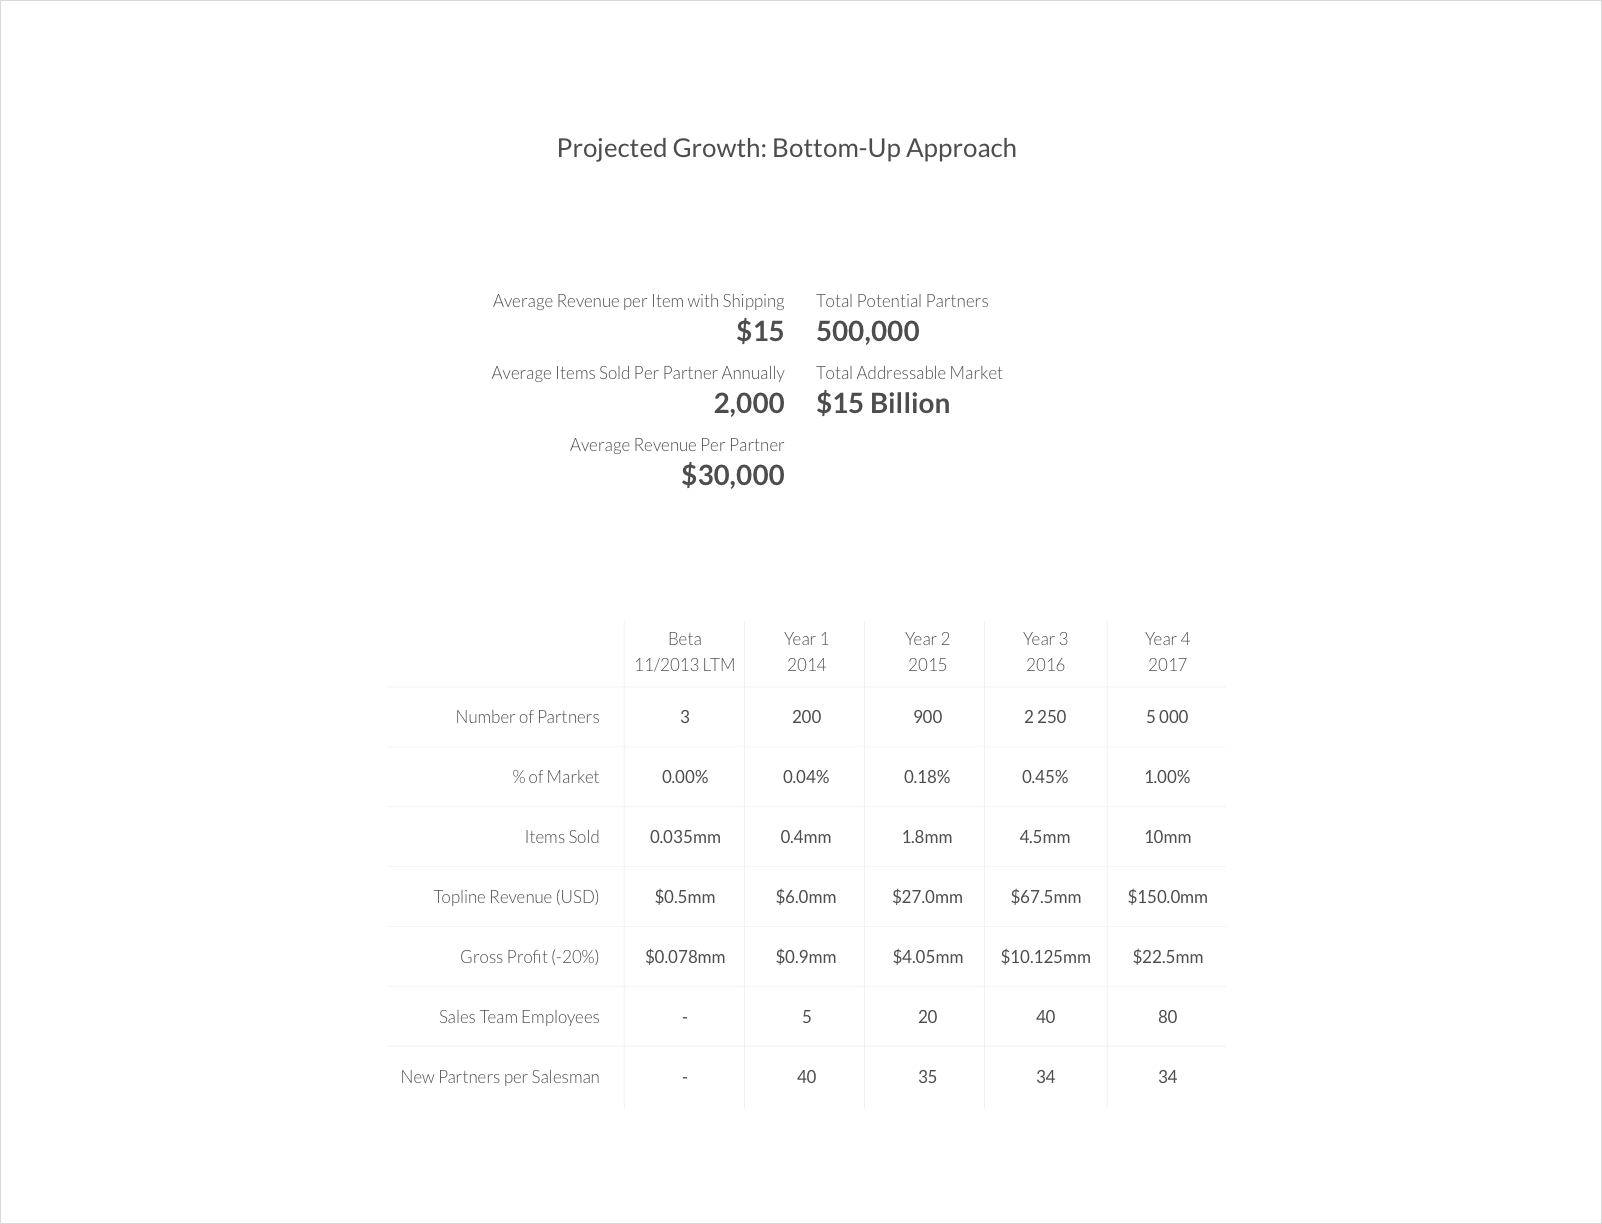 Projected Growth: Bottom-Up Approach
Average Revenue per Item with Shipping
$15
Average Items Sold Per Partner Annually
2,000
Average Revenue Per Partner
$30,000
Total Potential Partners
500,000
Total Addressable Market
$15 Billion
Beta Year 1 Year 2 Year 3 Year 4
11/2013 LTM 2014 2015 2016 2017
Number of Partners 3 200 900 2 250 5 000
% of Market 0.00% 0.04% 0.18% 0.45% 1.00%
Items Sold 0.035mm 0.4mm 1.8mm 4.5mm 10mm
Topline Revenue (USD) $0.5mm $6.0mm $27.0mm $67.5mm $150.0mm
Gross Profit (-20%) $0.078mm $0.9mm $4.05mm $10.125mm $22.5mm
Sales Team Employees - 5 20 40 80
New Partners per Salesman - 40 35 34 34